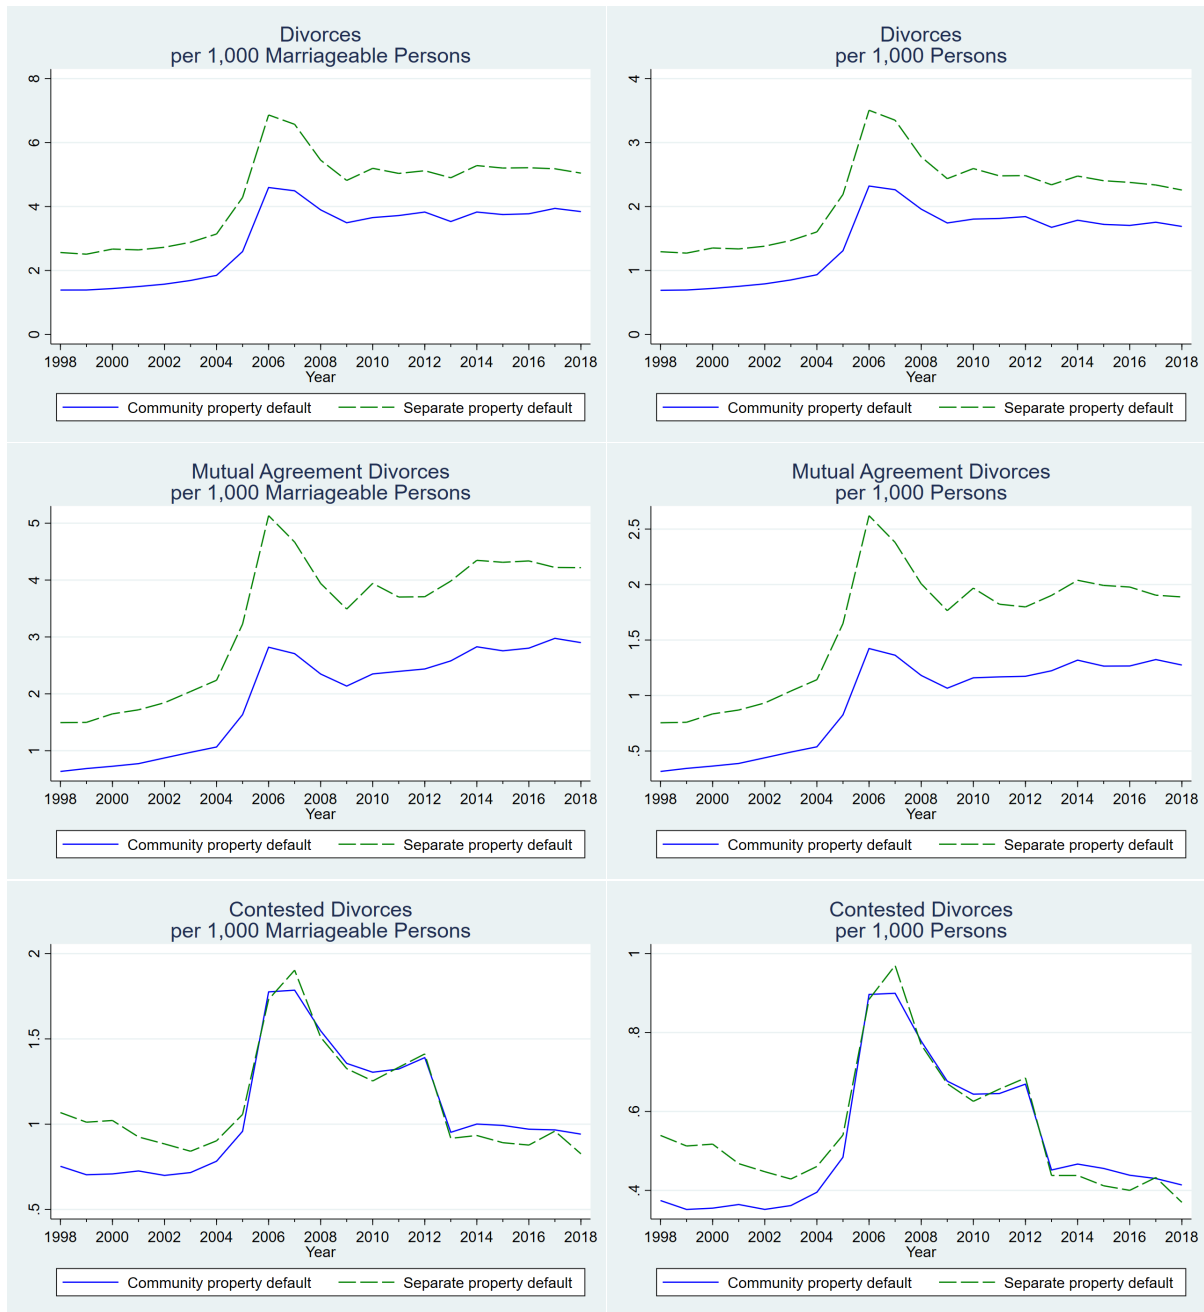 Divorces
per 1,000 Marriageable Persons
8
6
4
2
0
1998 2000 2002 2004 2006 2008 2010 2012 2014 2016 2018
Year
Community property default Separate property default
Divorces
per 1,000 Persons
4
3
2
1
0
1998 2000 2002 2004 2006 2008 2010 2012 2014 2016 2018
Year
Community property default Separate property default
Mutual Agreement Divorces
per 1,000 Marriageable Persons
5
4
3
2
1
1998 2000 2002 2004 2006 2008 2010 2012 2014 2016 2018
Year
Community property default Separate property default
Mutual Agreement Divorces
per 1,000 Persons
2.5
2
1.5
1
.5
1998 2000 2002 2004 2006 2008 2010 2012 2014 2016 2018
Year
Community property default Separate property default
Contested Divorces
per 1,000 Marriageable Persons
2
1.5
1
.5
1998 2000 2002 2004 2006 2008 2010 2012 2014 2016 2018
Year
Community property default Separate property default
Contested Divorces
per 1,000 Persons
1
.8
.6
.4
1998 2000 2002 2004 2006 2008 2010 2012 2014 2016 2018
Year
Community property default Separate property default